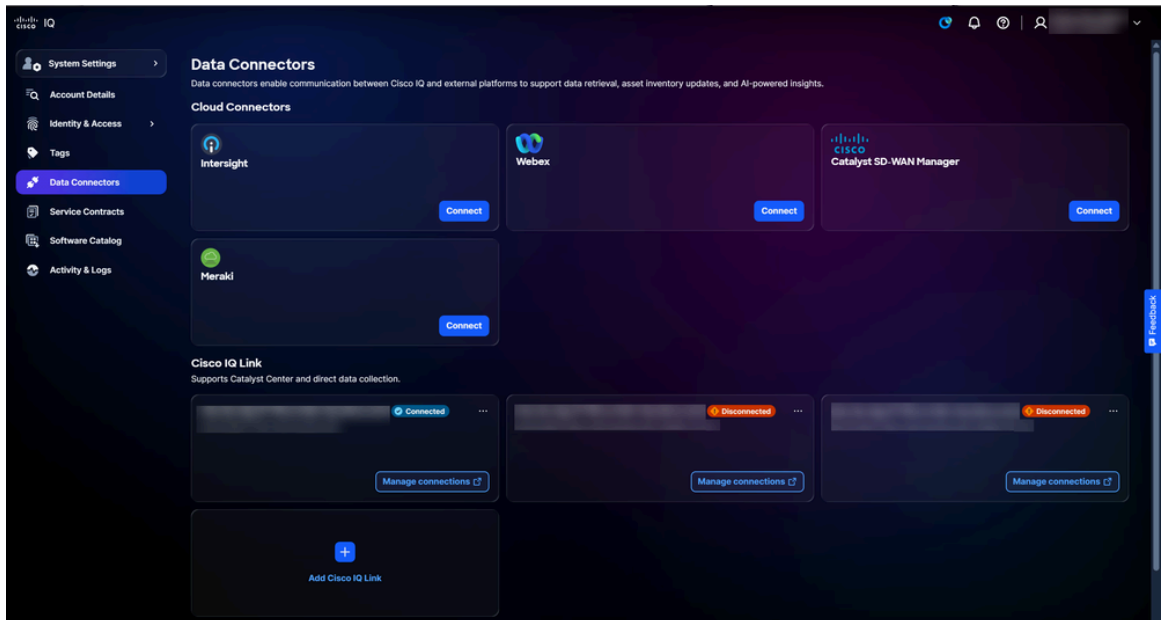 cisco IQ
System Settings
Account Details
Identity & Access
Tags
Data Connectors
Service Contracts
Software Catalog
Activity & Logs
Data Connectors
Data connectors enable communication between Cisco IQ and external platforms to support data retrieval, asset inventory updates, and AI-powered insights.
Cloud Connectors
Intersight
Connect
Webex
Connect
CISCO
Catalyst SD-WAN Manager
Connect
Meraki
Connect
Cisco IQ Link
Supports Catalyst Center and direct data collection.
Connected
Manage connections
Disconnected
Manage connections
Disconnected
Manage connections
Add Cisco IQ Link
Feedback